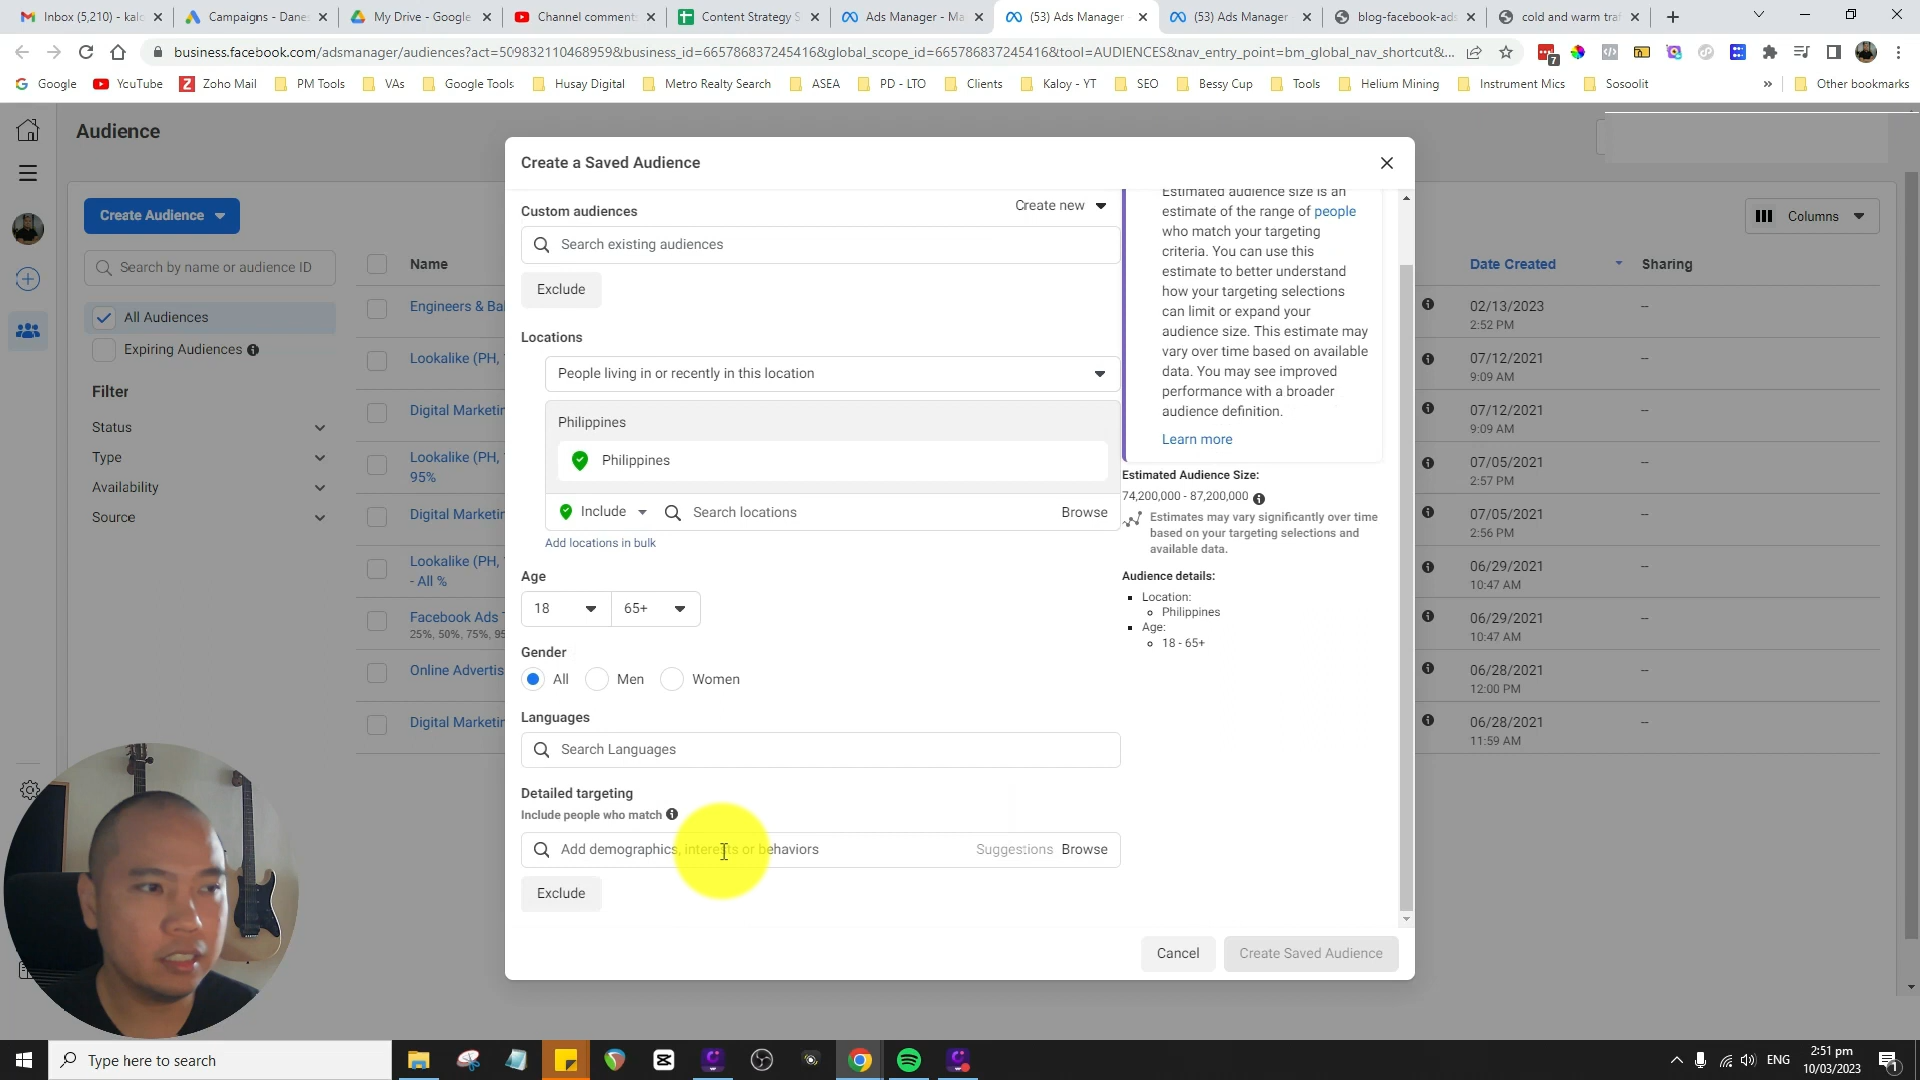 Inbox (5,210) - kalo
Campaigns - Danes
My Drive - Google
Channel comments
Content Strategy S
Ads Manager - Ma
(53) Ads Manager
(53) Ads Manager
blog-facebook-ads
cold and warm traf
business.facebook.com/adsmanager/audiences?act=509832110468959&business_id=665786837245416&global_scope_id=665786837245416&tool=AUDIENCES&nav_entry_point=bm_global_nav_shortcut&...
7
Google
YouTube
Zoho Mail
PM Tools
VAs
Google Tools
Husay Digital
Metro Realty Search
ASEA
PD - LTO
Clients
Kaloy - YT
SEO
Bessy Cup
Tools
Helium Mining
Instrument Mics
Sosoolit
»
Other bookmarks
Audience
Create Audience
Search by name or audience ID
All Audiences
Expiring Audiences
Filter
Status
Type
Availability
Source
Name
Engineers & Bal
Lookalike (PH,
Digital Marketin
Lookalike (PH,
95%
Digital Marketin
Lookalike (PH,
- All %
Facebook Ads
25%, 50%, 75%, 95
Online Advertis
Digital Marketin
Create a Saved Audience
Custom audiences
Create new
Search existing audiences
Exclude
Locations
People living in or recently in this location
Philippines
Philippines
Include
Search locations
Browse
Add locations in bulk
Age
18
65+
Gender
All
Men
Women
Languages
Search Languages
Detailed targeting
Include people who match
Add demographics, interests or behaviors
Suggestions
Browse
Exclude
Estimated audience size is an
estimate of the range of people
who match your targeting
criteria. You can use this
estimate to better understand
how your targeting selections
can limit or expand your
audience size. This estimate may
vary over time based on available
data. You may see improved
performance with a broader
audience definition.
Learn more
Estimated Audience Size:
74,200,000 - 87,200,000
Estimates may vary significantly over time
based on your targeting selections and
available data.
Audience details:
Location:
Philippines
Age:
18 - 65+
Cancel
Create Saved Audience
Columns
Date Created
Sharing
02/13/2023
2:52 PM
--
07/12/2021
9:09 AM
--
07/12/2021
9:09 AM
--
07/05/2021
2:57 PM
--
07/05/2021
2:56 PM
--
06/29/2021
10:47 AM
--
06/29/2021
10:47 AM
--
06/28/2021
12:00 PM
--
06/28/2021
11:59 AM
--
Type here to search
ENG
2:51 pm
10/03/2023
1